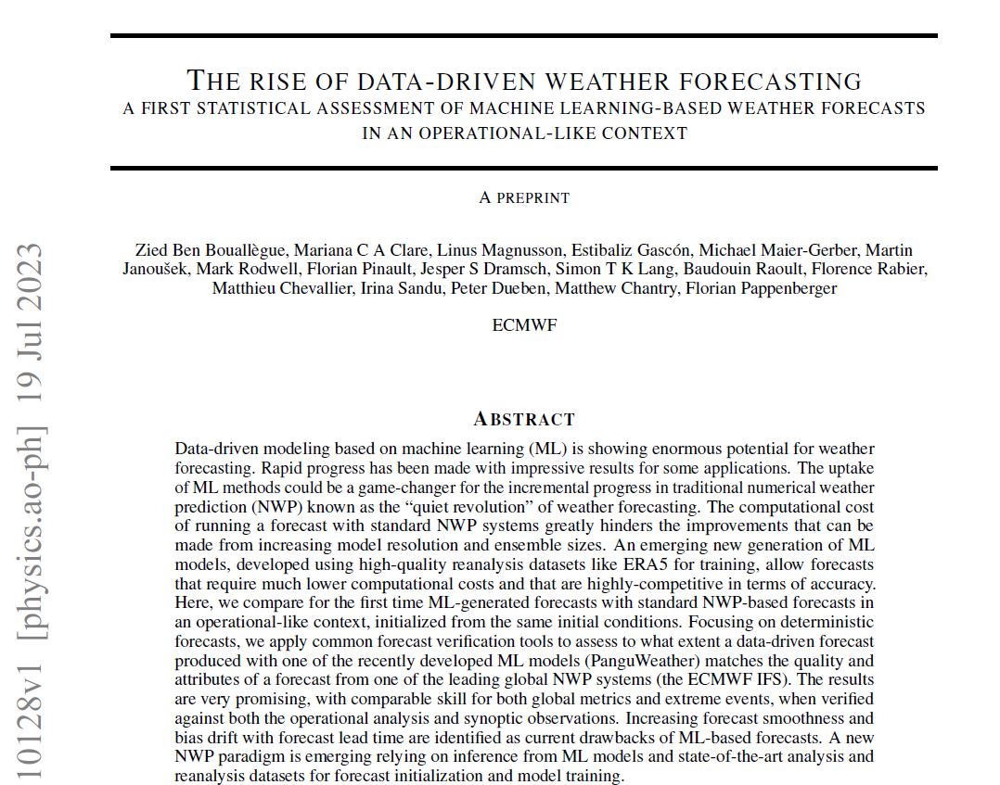 THE RISE OF DATA-DRIVEN WEATHER FORECASTING
A FIRST STATISTICAL ASSESSMENT OF MACHINE LEARNING-BASED WEATHER FORECASTS
IN AN OPERATIONAL-LIKE CONTEXT
A PREPRINT
Zied Ben Bouallègue, Mariana C A Clare, Linus Magnusson, Estibaliz Gascón, Michael Maier-Gerber, Martin
Janoušek, Mark Rodwell, Florian Pinault, Jesper S Dramsch, Simon T K Lang, Baudouin Raoult, Florence Rabier,
Matthieu Chevallier, Irina Sandu, Peter Dueben, Matthew Chantry, Florian Pappenberger
ECMWF
ABSTRACT
Data-driven modeling based on machine learning (ML) is showing enormous potential for weather
forecasting. Rapid progress has been made with impressive results for some applications. The uptake
of ML methods could be a game-changer for the incremental progress in traditional numerical weather
prediction (NWP) known as the “quiet revolution” of weather forecasting. The computational cost
of running a forecast with standard NWP systems greatly hinders the improvements that can be
made from increasing model resolution and ensemble sizes. An emerging new generation of ML
models, developed using high-quality reanalysis datasets like ERA5 for training, allow forecasts
that require much lower computational costs and that are highly-competitive in terms of accuracy.
Here, we compare for the first time ML-generated forecasts with standard NWP-based forecasts in
an operational-like context, initialized from the same initial conditions. Focusing on deterministic
forecasts, we apply common forecast verification tools to assess to what extent a data-driven forecast
produced with one of the recently developed ML models (PanguWeather) matches the quality and
attributes of a forecast from one of the leading global NWP systems (the ECMWF IFS). The results
are very promising, with comparable skill for both global metrics and extreme events, when verified
against both the operational analysis and synoptic observations. Increasing forecast smoothness and
bias drift with forecast lead time are identified as current drawbacks of ML-based forecasts. A new
NWP paradigm is emerging relying on inference from ML models and state-of-the-art analysis and
reanalysis datasets for forecast initialization and model training.
10128v1 [physics.ao-ph] 19 Jul 2023